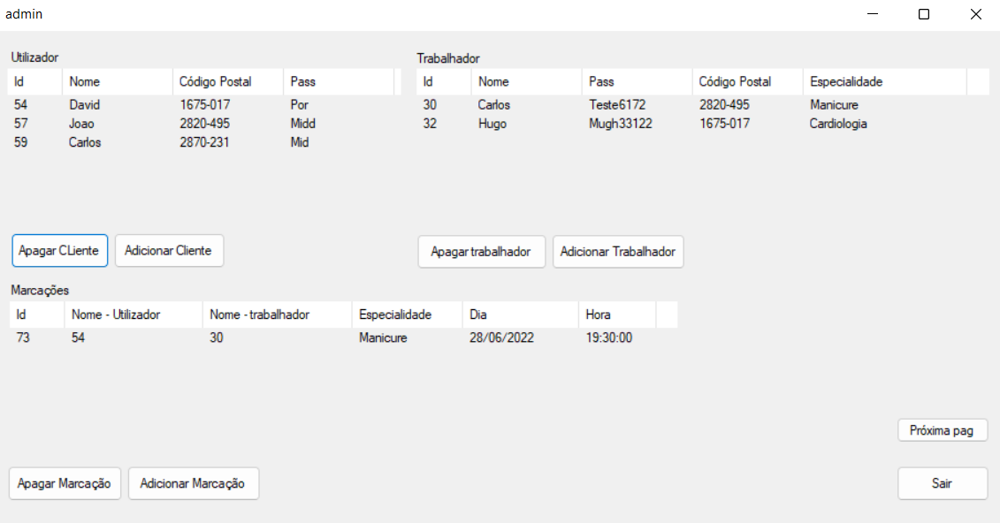 admin
Utilizador
Id Nome Código Postal Pass
54 David 1675-017 Por
57 Joao 2820-495 Midd
59 Carlos 2870-231 Mid
Trabalhador
Id Nome Pass Código Postal Especialidade
30 Carlos Teste6172 2820-495 Manicure
32 Hugo Mugh33122 1675-017 Cardiologia
Apagar CLiente Adicionar Cliente
Apagar trabalhador Adicionar Trabalhador
Marcações
Id Nome - Utilizador Nome - trabalhador Especialidade Dia Hora
73 54 30 Manicure 28/06/2022 19:30:00
Próxima pag
Apagar Marcação Adicionar Marcação
Sair